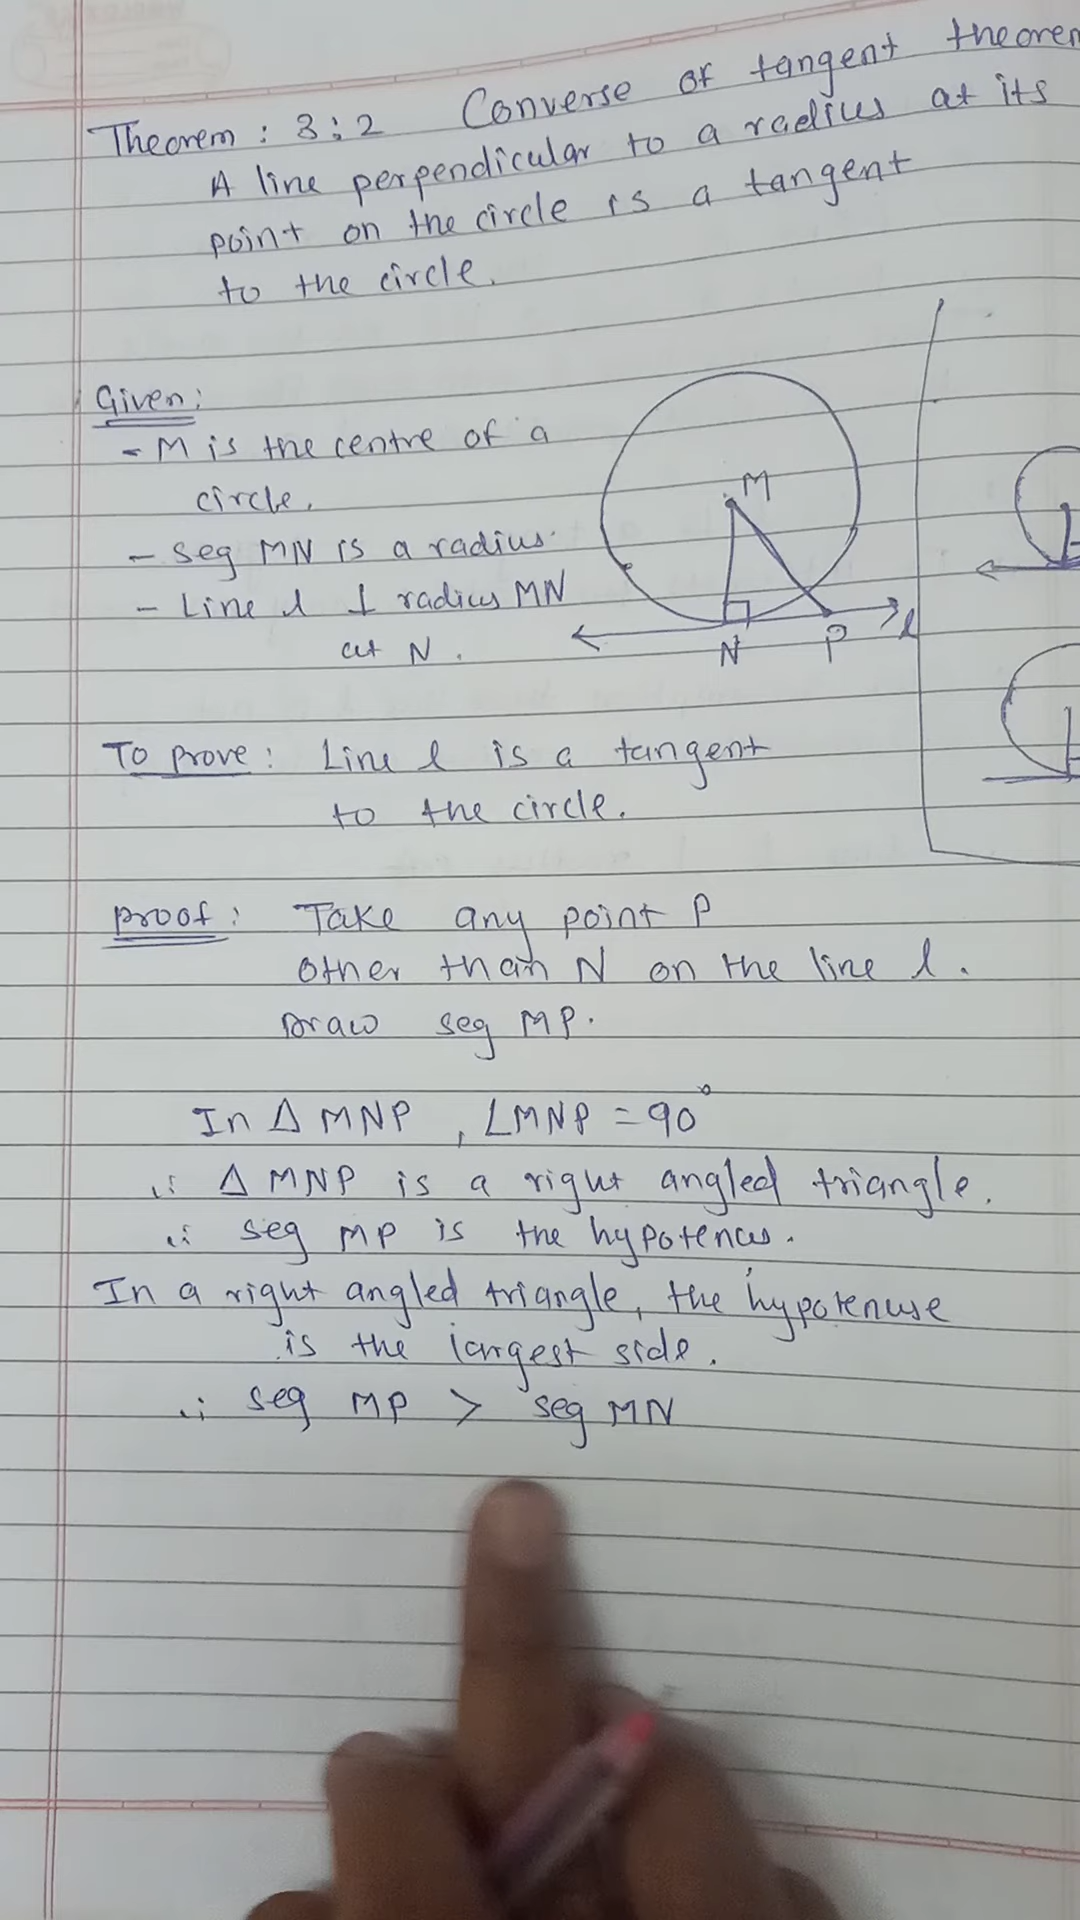 Theorem : 3:2 Converse of tangent theorem
A line perpendicular to a radius at its
point on the circle is a tangent
to the circle.
Given:
- M is the centre of a
circle.
- seg MN is a radius.
- Line l ⊥ radius MN
at N.
M
N
P
l
To prove: Line l is a tangent
to the circle.
Proof: Take any point P
other than N on the line l.
Draw seg MP.
In Δ MNP, ∠MNP = 90°
∴ Δ MNP is a right angled triangle.
∴ seg MP is the hypotenus.
In a right angled triangle, the hypotenuse
is the largest side.
∴ seg MP > seg MN